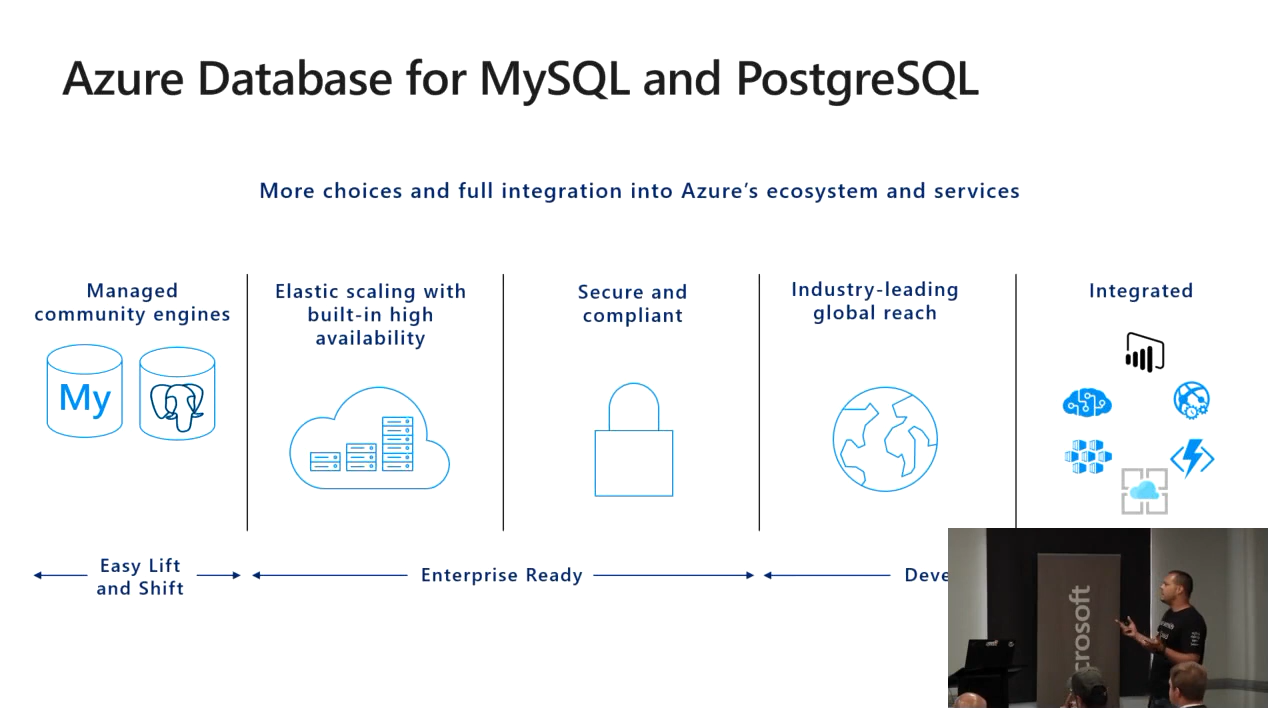 Azure Database for MySQL and PostgreSQL
More choices and full integration into Azure's ecosystem and services
Managed
community engines
Elastic scaling with
built-in high
availability
Secure and
compliant
Industry-leading
global reach
Integrated
My
Easy Lift
and Shift
Enterprise Ready
Deve
crosoft